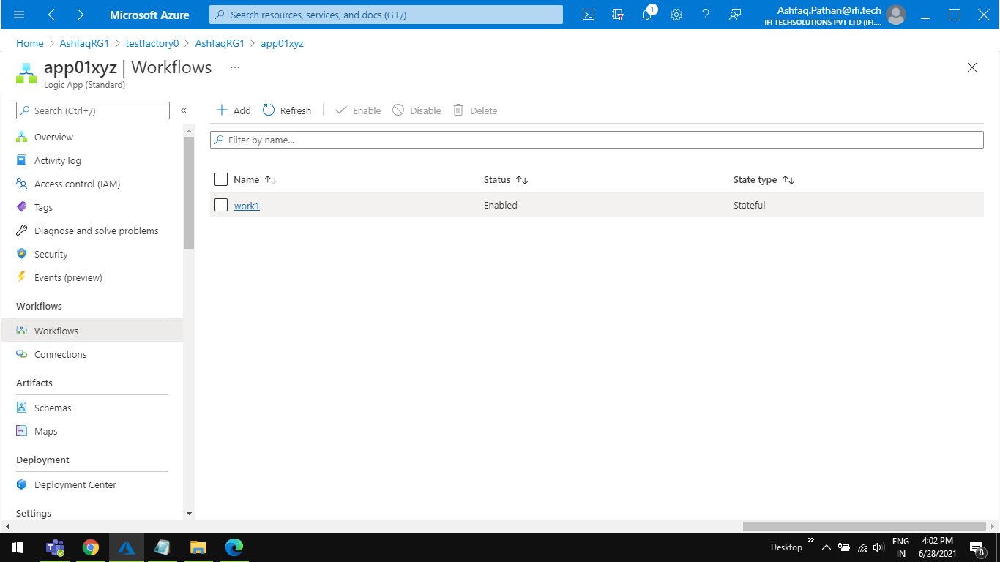 Microsoft Azure
Search resources, services, and docs (G+/)
1
Ashfaq.Pathan@ifi.tech
IFI TECHSOLUTIONS PVT LTD (IFI....
Home > AshfaqRG1 > testfactory0 > AshfaqRG1 > app01xyz
app01xyz | Workflows ...
Logic App (Standard)
Search (Ctrl+/)
«
Overview
Activity log
Access control (IAM)
Tags
Diagnose and solve problems
Security
Events (preview)
Workflows
Workflows
Connections
Artifacts
Schemas
Maps
Deployment
Deployment Center
Settings
Add Refresh Enable Disable Delete
Filter by name...
Name Status State type
work1 Enabled Stateful
Desktop
ENG
IN
4:02 PM
6/28/2021
8